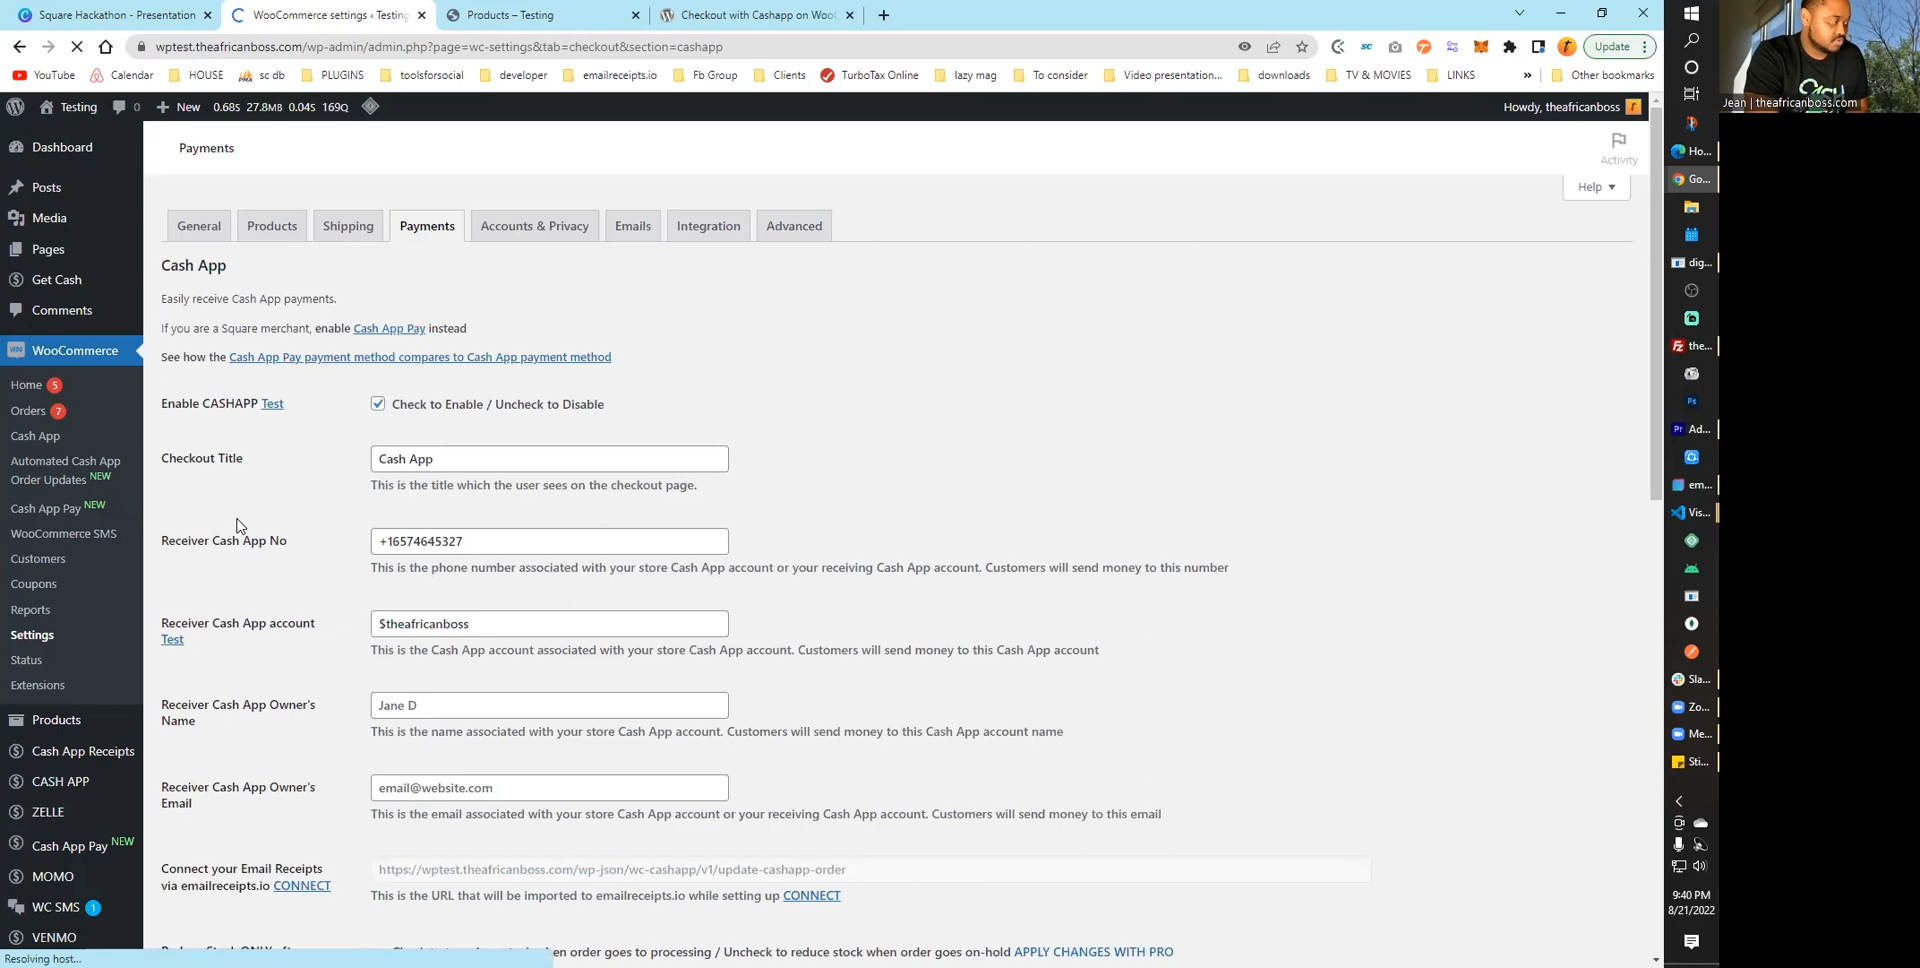 Square Hackathon - Presentation
WooCommerce settings ‹ Testing
Products – Testing
Checkout with Cashapp on WooC
wptest.theafricanboss.com/wp-admin/admin.php?page=wc-settings&tab=checkout&section=cashapp
Update
YouTube
Calendar
HOUSE
sc db
PLUGINS
toolsforsocial
developer
emailreceipts.io
Fb Group
Clients
TurboTax Online
lazy mag
To consider
Video presentation...
downloads
TV & MOVIES
LINKS
»
Other bookmarks
Testing
0
New
0.68S 27.8MB 0.04S 169Q
Howdy, theafricanboss
Jean | theafricanboss.com
Payments
Activity
Help
Dashboard
Posts
Media
Pages
Get Cash
Comments
WooCommerce
Home 5
Orders 7
Cash App
Automated Cash App
Order Updates NEW
Cash App Pay NEW
WooCommerce SMS
Customers
Coupons
Reports
Settings
Status
Extensions
Products
Cash App Receipts
CASH APP
ZELLE
Cash App Pay NEW
MOMO
WC SMS 1
VENMO
Resolving host...
General
Products
Shipping
Payments
Accounts & Privacy
Emails
Integration
Advanced
Cash App
Easily receive Cash App payments.
If you are a Square merchant, enable Cash App Pay instead
See how the Cash App Pay payment method compares to Cash App payment method
Enable CASHAPP Test
Check to Enable / Uncheck to Disable
Checkout Title
Cash App
This is the title which the user sees on the checkout page.
Receiver Cash App No
+16574645327
This is the phone number associated with your store Cash App account or your receiving Cash App account. Customers will send money to this number
Receiver Cash App account
Test
$theafricanboss
This is the Cash App account associated with your store Cash App account. Customers will send money to this Cash App account
Receiver Cash App Owner's
Name
Jane D
This is the name associated with your store Cash App account. Customers will send money to this Cash App account name
Receiver Cash App Owner's
Email
email@website.com
This is the email associated with your store Cash App account or your receiving Cash App account. Customers will send money to this email
Connect your Email Receipts
via emailreceipts.io CONNECT
https://wptest.theafricanboss.com/wp-json/wc-cashapp/v1/update-cashapp-order
This is the URL that will be imported to emailreceipts.io while setting up CONNECT
en order goes to processing / Uncheck to reduce stock when order goes on-hold APPLY CHANGES WITH PRO
Ho...
Go...
dig...
the...
Ps
Pr Ad...
em...
Vis...
Sla...
Zo...
Me...
Sti...
9:40 PM
8/21/2022